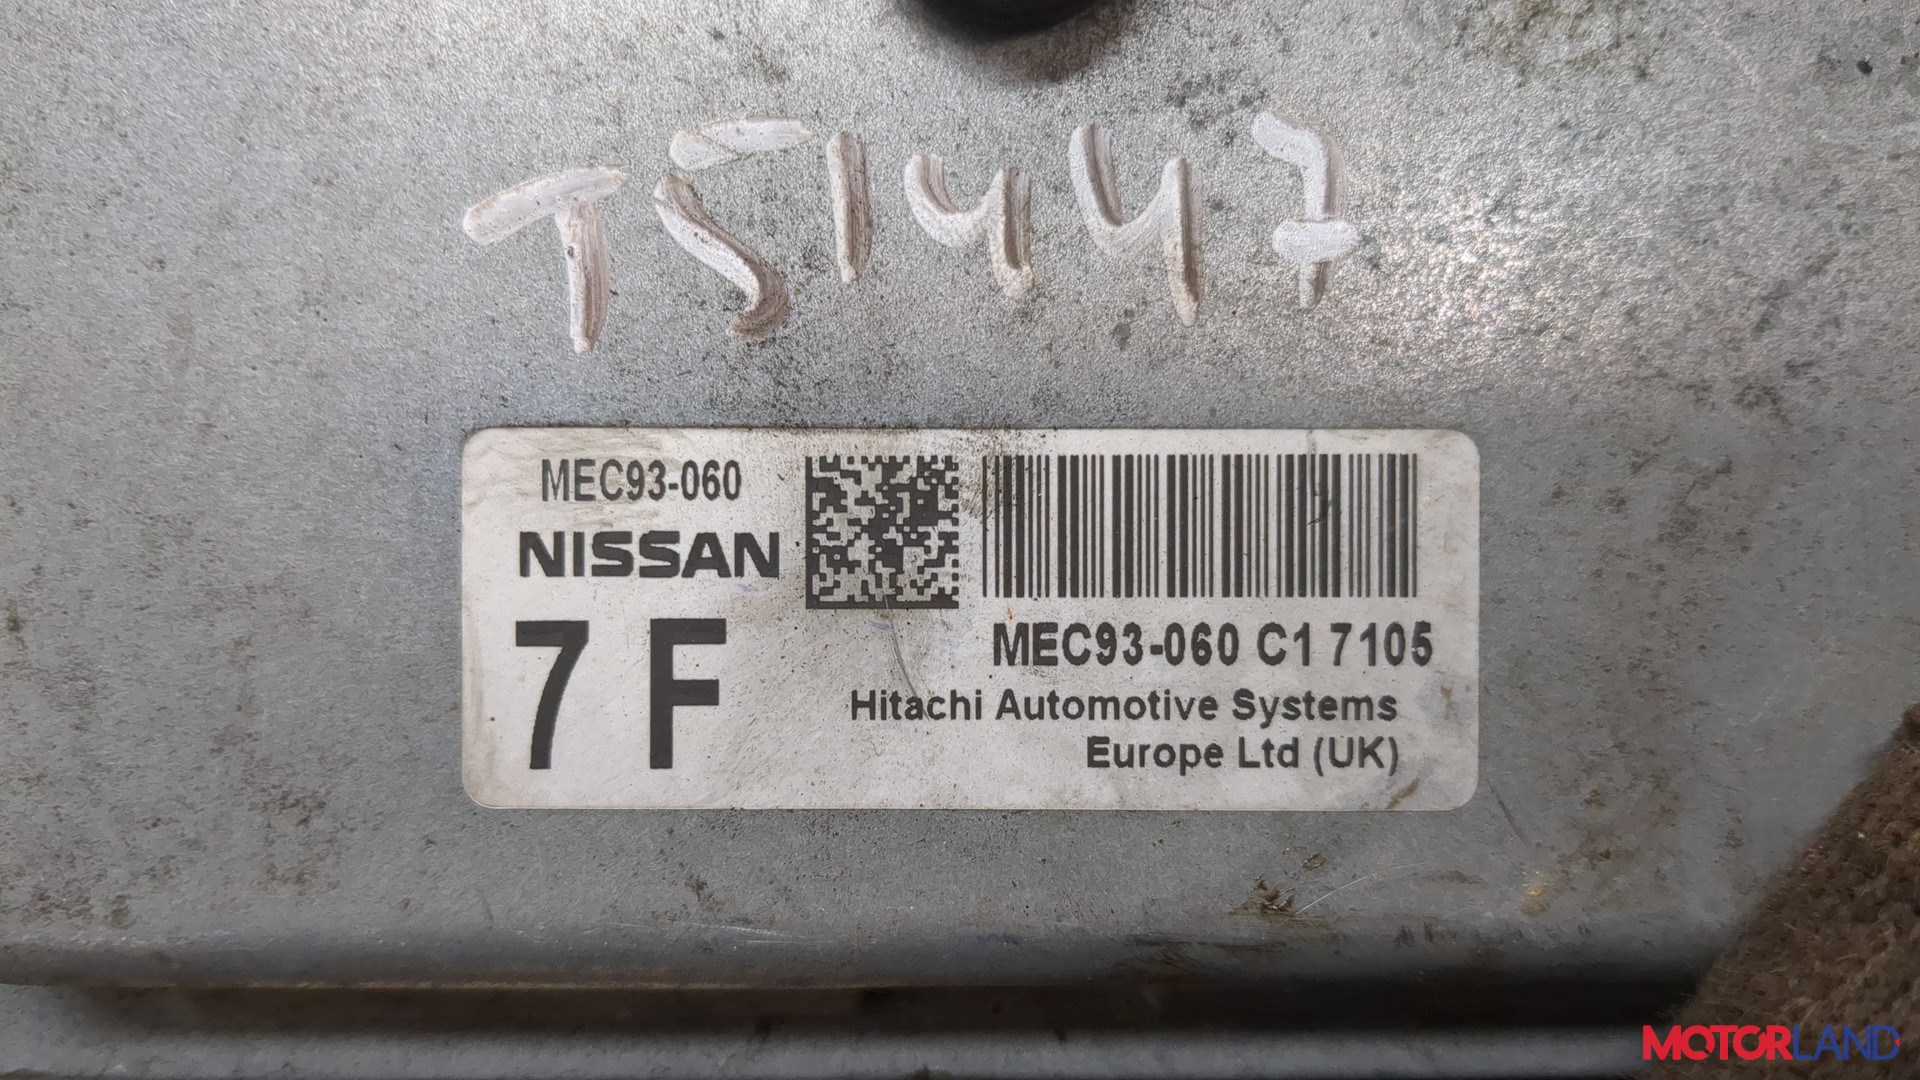 TS1447
MEC93-060
NISSAN
7 F
MEC93-060 C1 7105
Hitachi Automotive Systems
Europe Ltd (UK)
MOTORLAND